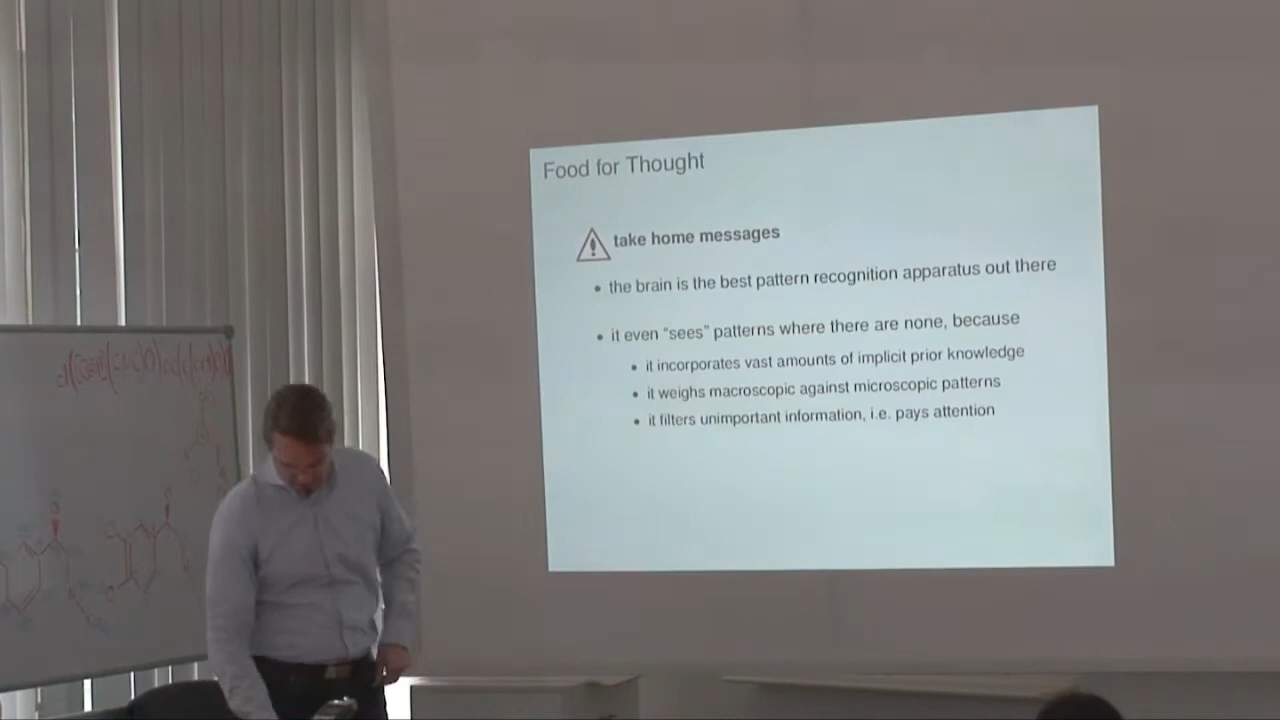 Food for Thought
take home messages
• the brain is the best pattern recognition apparatus out there
• it even “sees” patterns where there are none, because
• it incorporates vast amounts of implicit prior knowledge
• it weighs macroscopic against microscopic patterns
• it filters unimportant information, i.e. pays attention